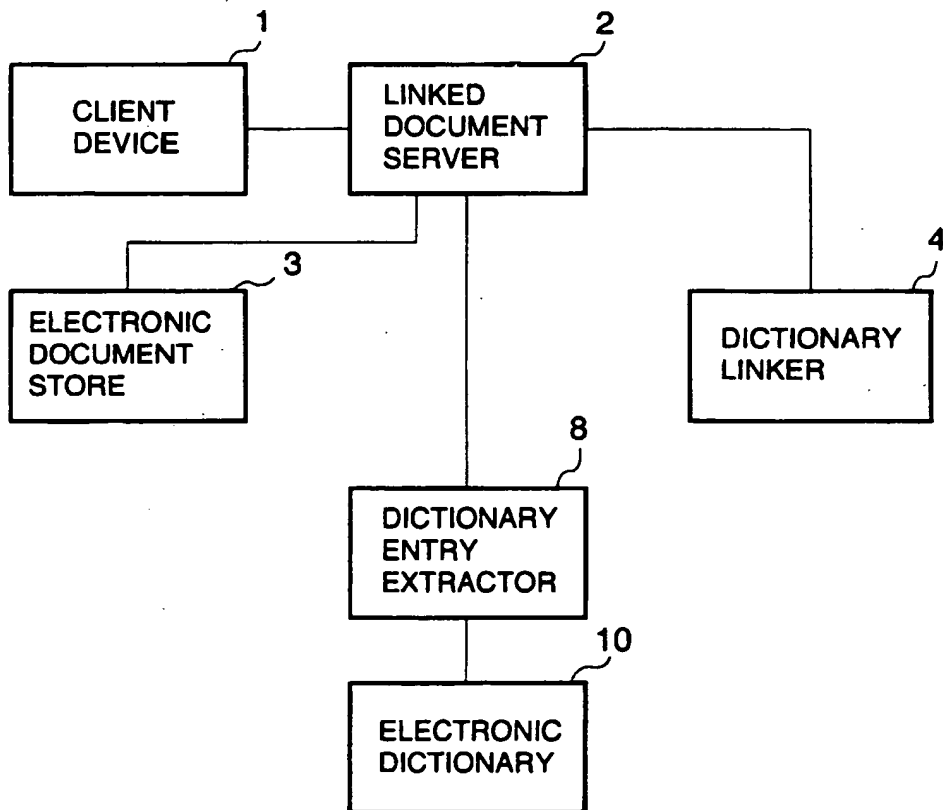 1
CLIENT
DEVICE
2
LINKED
DOCUMENT
SERVER
3
ELECTRONIC
DOCUMENT
STORE
4
DICTIONARY
LINKER
8
DICTIONARY
ENTRY
EXTRACTOR
10
ELECTRONIC
DICTIONARY